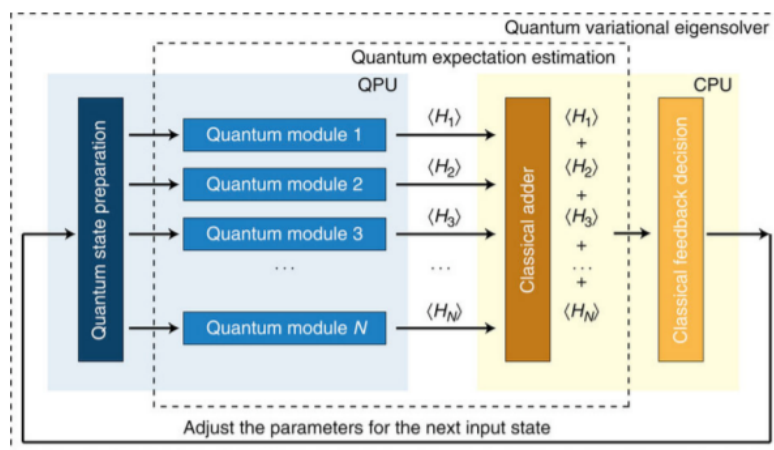 Quantum variational eigensolver
Quantum expectation estimation
QPU
CPU
Quantum state preparation
Quantum module 1
Quantum module 2
Quantum module 3
...
Quantum module N
⟨H₁⟩
⟨H₂⟩
⟨H₃⟩
...
⟨H_N⟩
Classical adder
⟨H₁⟩
+
⟨H₂⟩
+
⟨H₃⟩
+
...
+
⟨H_N⟩
Classical feedback decision
Adjust the parameters for the next input state